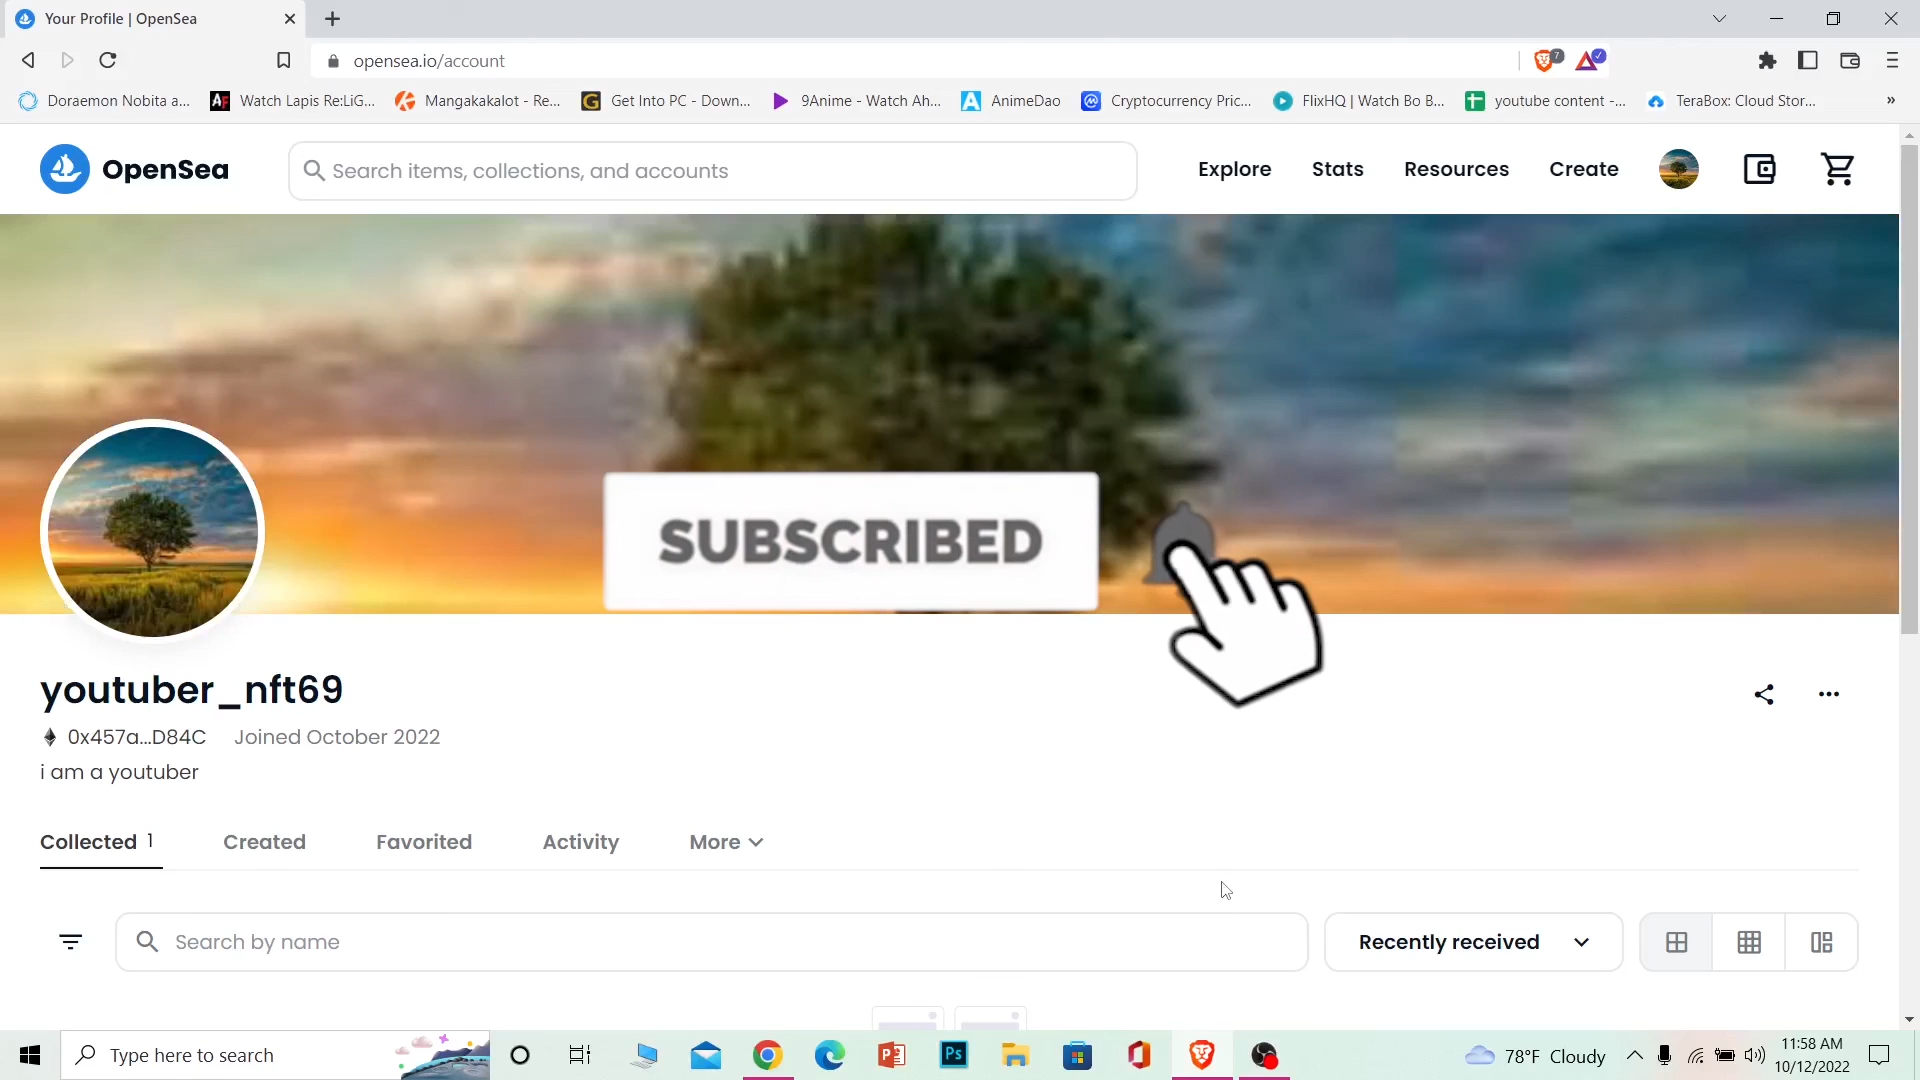 Your Profile | OpenSea
opensea.io/account
7
Doraemon Nobita a...
AF Watch Lapis Re:LiG...
Mangakakalot - Re...
G Get Into PC - Down...
9Anime - Watch Ah...
A AnimeDao
Cryptocurrency Pric...
FlixHQ | Watch Bo B...
youtube content -...
TeraBox: Cloud Stor...
»
OpenSea
Search items, collections, and accounts
Explore
Stats
Resources
Create
SUBSCRIBED
youtuber_nft69
0x457a...D84C
Joined October 2022
i am a youtuber
Collected 1
Created
Favorited
Activity
More
Search by name
Recently received
Type here to search
Ps
78°F Cloudy
11:58 AM
10/12/2022